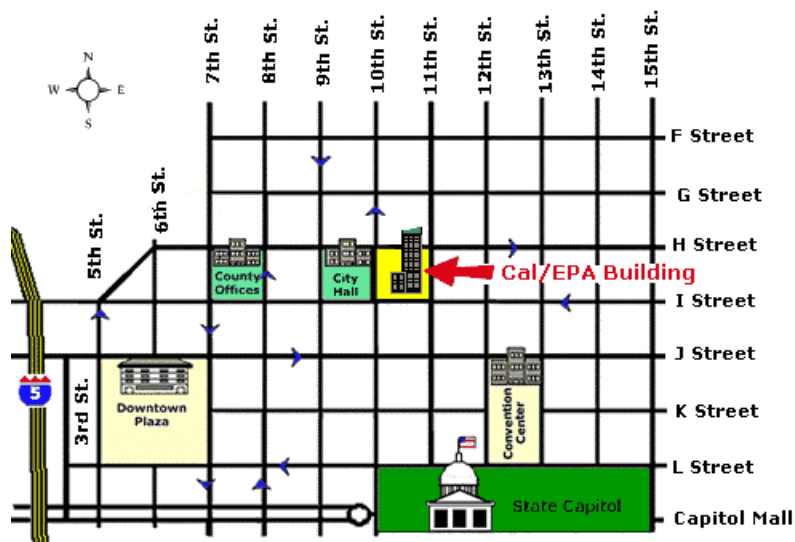 7th St.
8th St.
9th St.
10th St.
11th St.
12th St.
13th St.
14th St.
15th St.
N
W E
S
F Street
6th St.
G Street
5th St.
H Street
County
Offices
City
Hall
Cal/EPA Building
I Street
J Street
5
3rd St.
Downtown
Plaza
Convention
Center
K Street
L Street
State Capitol
Capitol Mall